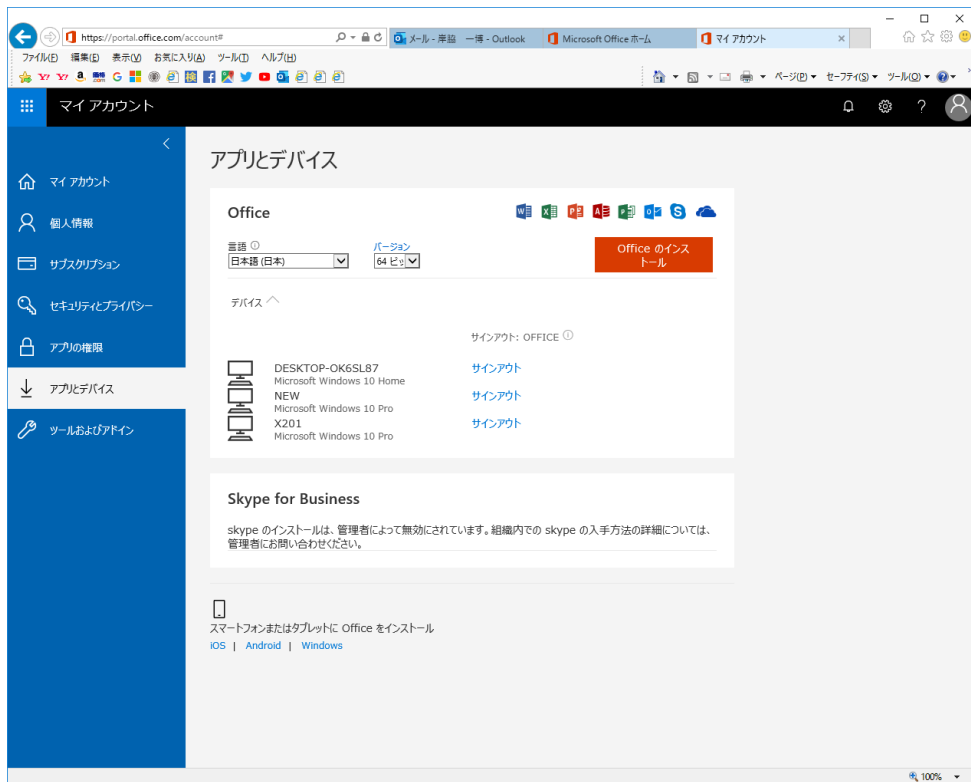 https://portal.office.com/account#
メール - 岸脇 一博 - Outlook
Microsoft Office ホーム
マイ アカウント
ファイル(F) 編集(E) 表示(V) お気に入り(A) ツール(T) ヘルプ(H)
ページ(P) セーフティ(S) ツール(O)
マイ アカウント
?
マイ アカウント
個人情報
サブスクリプション
セキュリティとプライバシー
アプリの権限
アプリとデバイス
ツールおよびアドイン
アプリとデバイス
Office
言語
バージョン
日本語 (日本)
64 ビッ
Office のインス
トール
デバイス
サインアウト: OFFICE
DESKTOP-OK6SL87
サインアウト
Microsoft Windows 10 Home
NEW
サインアウト
Microsoft Windows 10 Pro
X201
サインアウト
Microsoft Windows 10 Pro
Skype for Business
skype のインストールは、管理者によって無効にされています。組織内での skype の入手方法の詳細については、
管理者にお問い合わせください。
スマートフォンまたはタブレットに Office をインストール
iOS | Android | Windows
100%